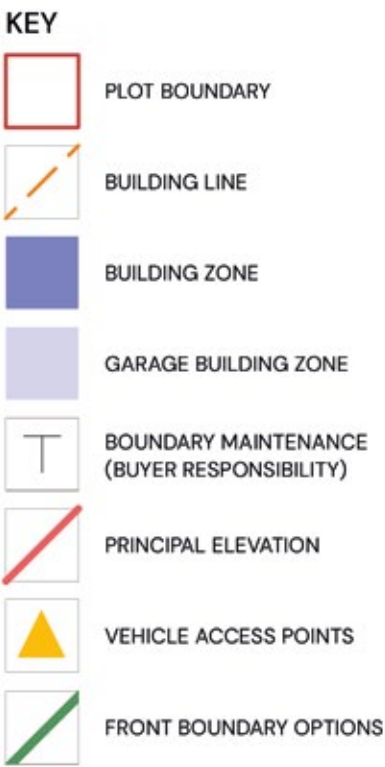 KEY
PLOT BOUNDARY
BUILDING LINE
BUILDING ZONE
GARAGE BUILDING ZONE
BOUNDARY MAINTENANCE
(BUYER RESPONSIBILITY)
PRINCIPAL ELEVATION
VEHICLE ACCESS POINTS
FRONT BOUNDARY OPTIONS